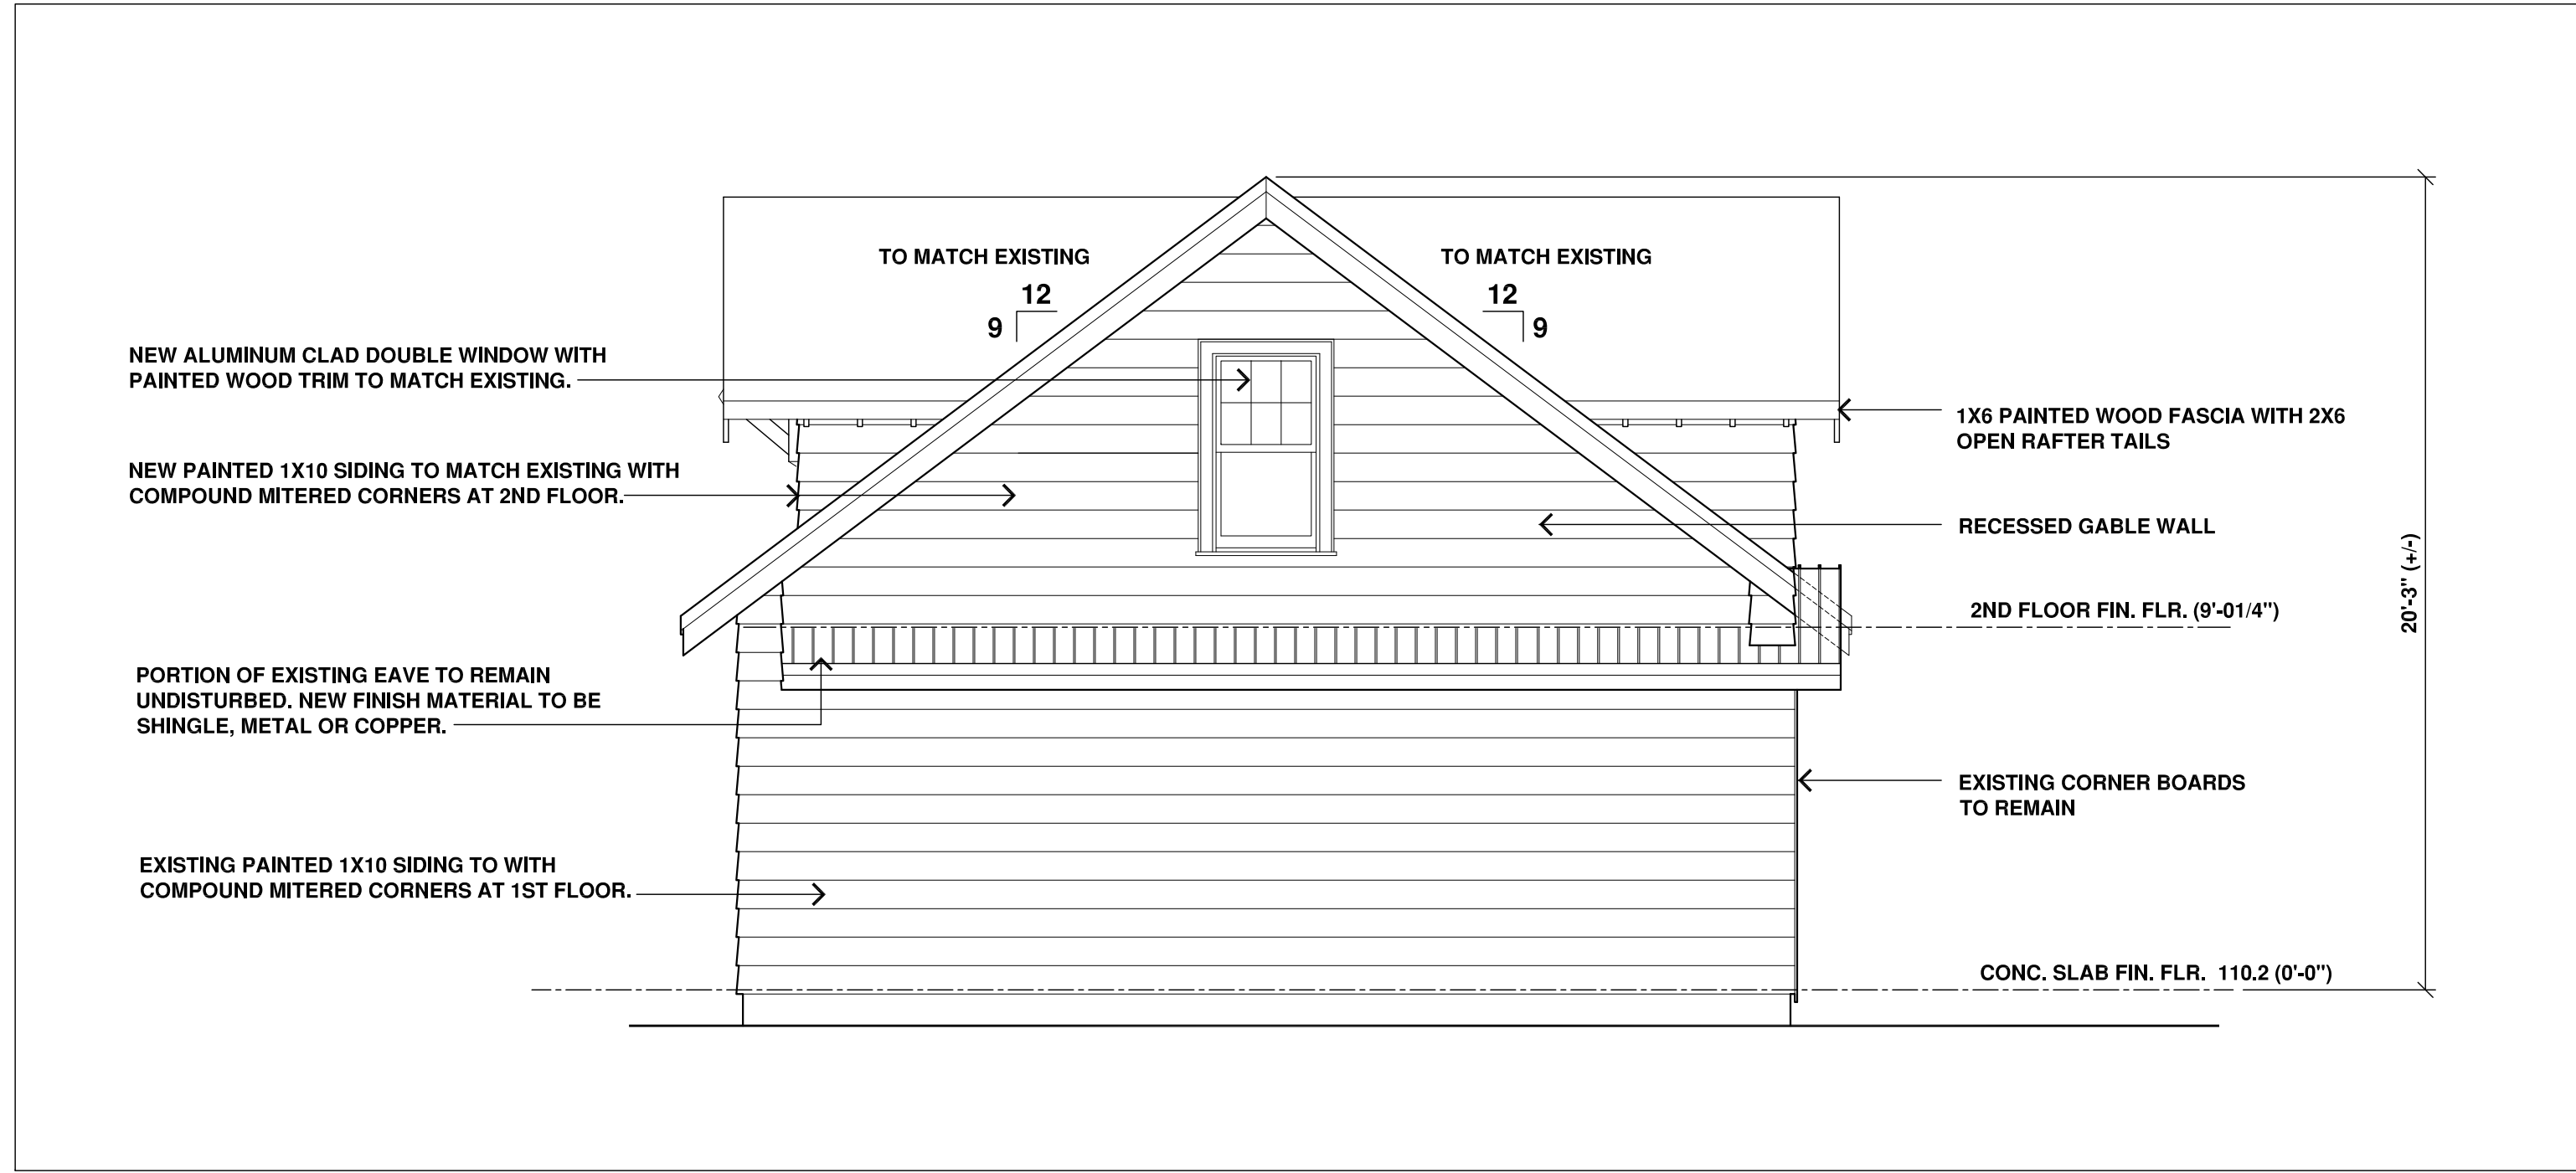 TO MATCH EXISTING
12
9
TO MATCH EXISTING
12
9
NEW ALUMINUM CLAD DOUBLE WINDOW WITH
PAINTED WOOD TRIM TO MATCH EXISTING.
NEW PAINTED 1X10 SIDING TO MATCH EXISTING WITH
COMPOUND MITERED CORNERS AT 2ND FLOOR.
PORTION OF EXISTING EAVE TO REMAIN
UNDISTURBED. NEW FINISH MATERIAL TO BE
SHINGLE, METAL OR COPPER.
EXISTING PAINTED 1X10 SIDING TO WITH
COMPOUND MITERED CORNERS AT 1ST FLOOR.
1X6 PAINTED WOOD FASCIA WITH 2X6
OPEN RAFTER TAILS
RECESSED GABLE WALL
2ND FLOOR FIN. FLR. (9'-01/4")
EXISTING CORNER BOARDS
TO REMAIN
CONC. SLAB FIN. FLR. 110.2 (0'-0")
20'-3" (+/-)